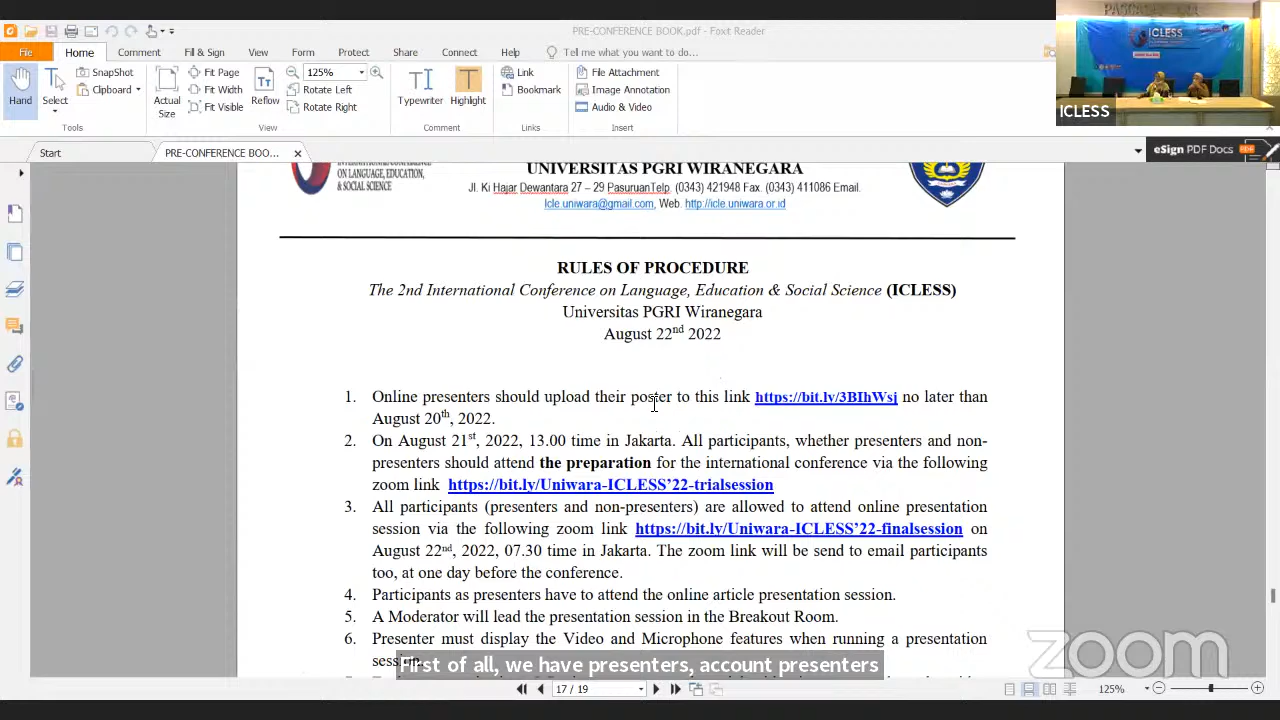 PRE-CONFERENCE BOOK.pdf - Foxit Reader
File Home Comment Fill & Sign View Form Protect Share Connect Help Tell me what you want to do...
Hand
Select
SnapShot
Clipboard
Actual Size
Fit Page
Fit Width
Fit Visible
Reflow
125%
Rotate Left
Rotate Right
Typewriter
Highlight
Link
Bookmark
File Attachment
Image Annotation
Audio & Video
Tools View Comment Links Insert
ICLESS
ICLESS
Start PRE-CONFERENCE BOO... eSign PDF Docs
ON LANGUAGE, EDUCATION,
& SOCIAL SCIENCE
UNIVERSITAS PGRI WIRANEGARA
Jl. Ki Hajar Dewantara 27 – 29 PasuruanTelp. (0343) 421948 Fax. (0343) 411086 Email.
Icle.uniwara@gmail.com, Web. http://icle.uniwara.or.id
RULES OF PROCEDURE
The 2nd International Conference on Language, Education & Social Science (ICLESS)
Universitas PGRI Wiranegara
August 22nd 2022
1. Online presenters should upload their poster to this link https://bit.ly/3BIhWsj no later than
August 20th, 2022.
2. On August 21st, 2022, 13.00 time in Jakarta. All participants, whether presenters and non-
presenters should attend the preparation for the international conference via the following
zoom link https://bit.ly/Uniwara-ICLESS’22-trialsession
3. All participants (presenters and non-presenters) are allowed to attend online presentation
session via the following zoom link https://bit.ly/Uniwara-ICLESS’22-finalsession on
August 22nd, 2022, 07.30 time in Jakarta. The zoom link will be send to email participants
too, at one day before the conference.
4. Participants as presenters have to attend the online article presentation session.
5. A Moderator will lead the presentation session in the Breakout Room.
6. Presenter must display the Video and Microphone features when running a presentation
session.
First of all, we have presenters, account presenters
zoom
17 / 19
125%